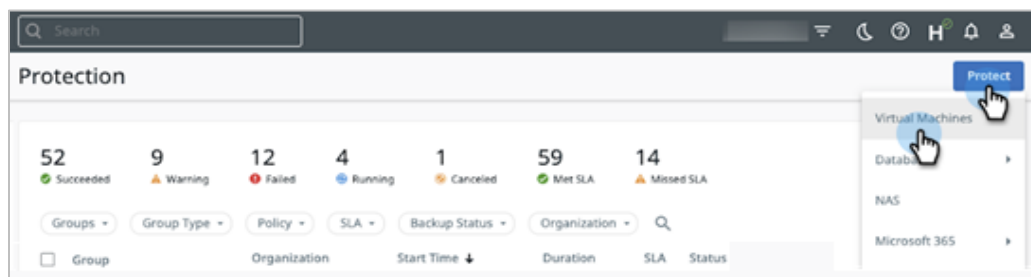 Search
H
Protection
Protect
Virtual Machines
52 9 12 4 1 59 14
Succeeded Warning Failed Running Canceled Met SLA Missed SLA
NAS
Groups Group Type Policy SLA Backup Status Organization
Microsoft 365
Group Organization Start Time Duration SLA Status